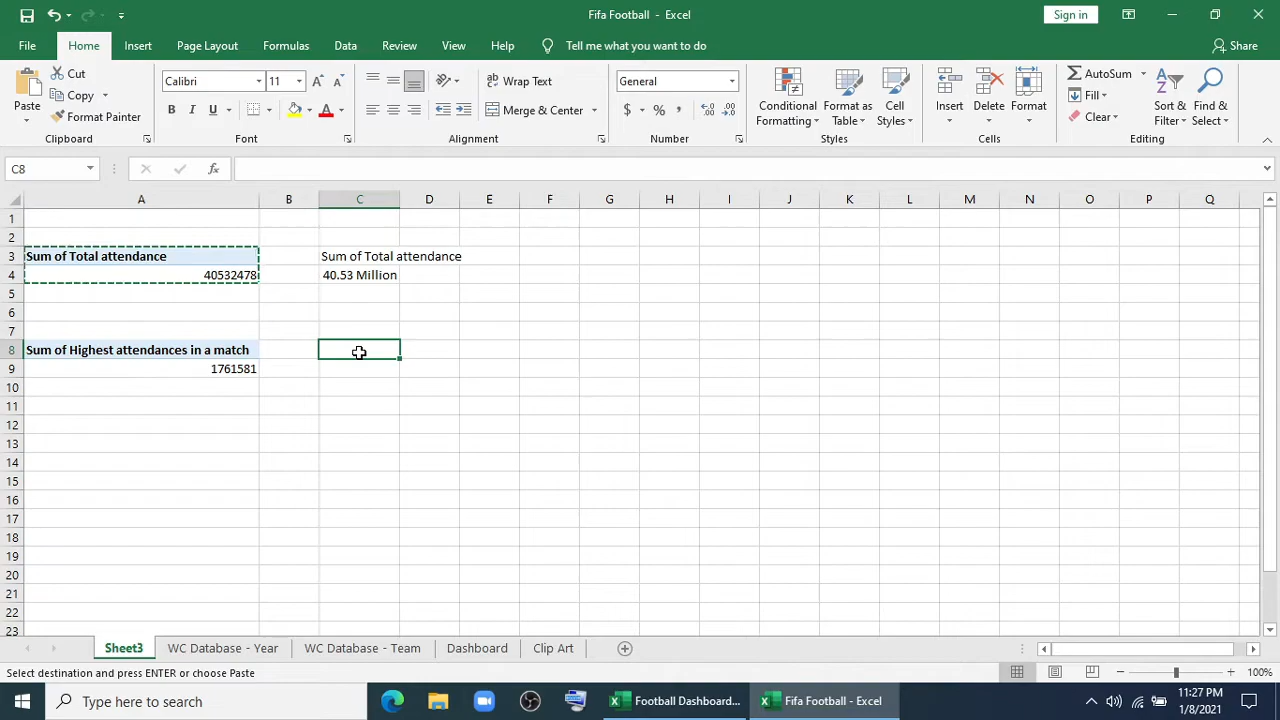 Fifa Football - Excel
Sign in
File Home Insert Page Layout Formulas Data Review View Help Tell me what you want to do Share
Paste Cut Copy Format Painter
Calibri 11 B I U A
Wrap Text Merge & Center
General $ % ,
Conditional Formatting Format as Table Cell Styles
Insert Delete Format
AutoSum Fill Clear
Sort & Filter Find & Select
Clipboard Font Alignment Number Styles Cells Editing
C8 fx
A B C D E F G H I J K L M N O P Q
1
2
3 Sum of Total attendance Sum of Total attendance
4 40532478 40.53 Million
5
6
7
8 Sum of Highest attendances in a match
9 1761581
10
11
12
13
14
15
16
17
18
19
20
21
22
23
Sheet3 WC Database - Year WC Database - Team Dashboard Clip Art
Select destination and press ENTER or choose Paste 100%
Type here to search Football Dashboard... Fifa Football - Excel 11:27 PM
1/8/2021